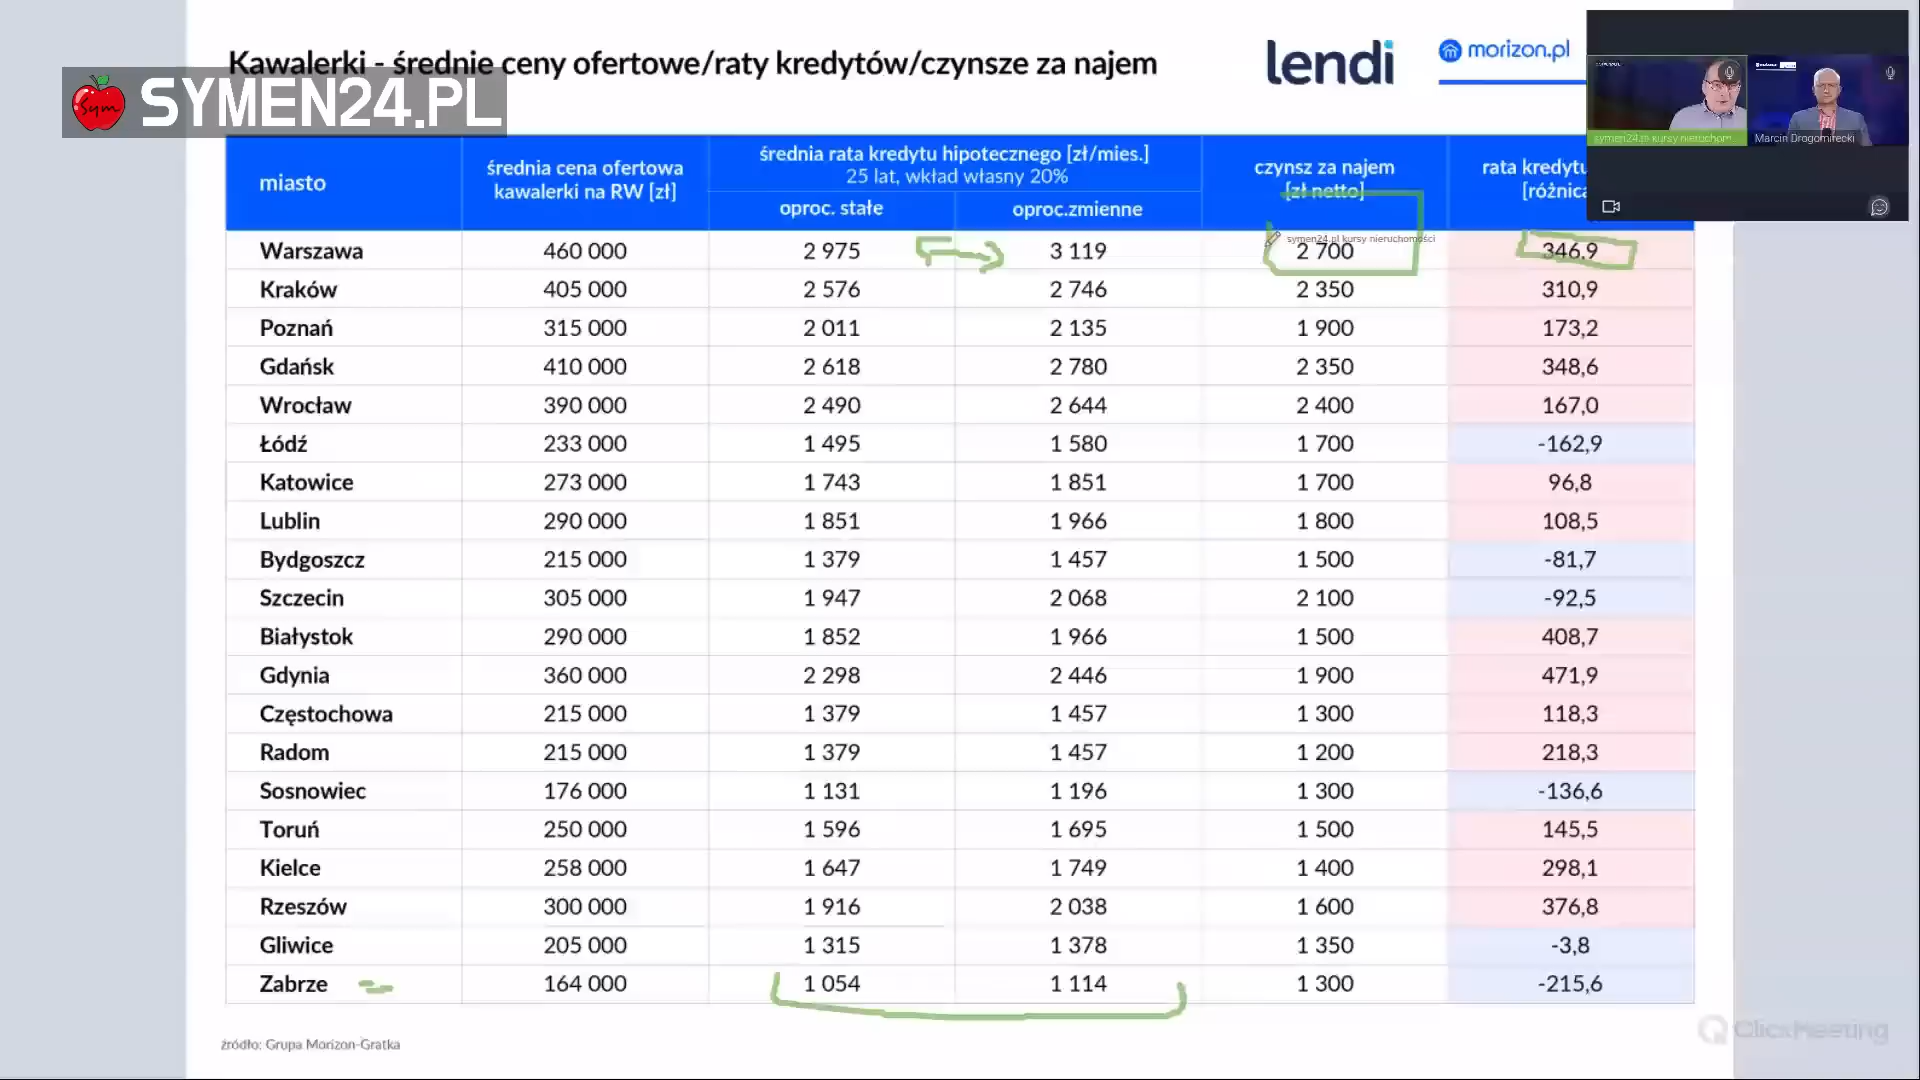 Kawalerki - średnie ceny ofertowe/raty kredytów/czynsze za najem
lendi
morizon.pl
SYMEN24.PL
sym
symen24.pl kursy nieruchom...
Marcin Drogomirecki
miasto
średnia cena ofertowa
kawalerki na RW [zł]
średnia rata kredytu hipotecznego [zł/mies.]
25 lat, wkład własny 20%
oproc. stałe
oproc.zmienne
czynsz za najem
[zł netto]
rata kredytu
[różnica
symen24.pl kursy nieruchomości
Warszawa 460 000 2 975 3 119 2 700 346,9
Kraków 405 000 2 576 2 746 2 350 310,9
Poznań 315 000 2 011 2 135 1 900 173,2
Gdańsk 410 000 2 618 2 780 2 350 348,6
Wrocław 390 000 2 490 2 644 2 400 167,0
Łódź 233 000 1 495 1 580 1 700 -162,9
Katowice 273 000 1 743 1 851 1 700 96,8
Lublin 290 000 1 851 1 966 1 800 108,5
Bydgoszcz 215 000 1 379 1 457 1 500 -81,7
Szczecin 305 000 1 947 2 068 2 100 -92,5
Białystok 290 000 1 852 1 966 1 500 408,7
Gdynia 360 000 2 298 2 446 1 900 471,9
Częstochowa 215 000 1 379 1 457 1 300 118,3
Radom 215 000 1 379 1 457 1 200 218,3
Sosnowiec 176 000 1 131 1 196 1 300 -136,6
Toruń 250 000 1 596 1 695 1 500 145,5
Kielce 258 000 1 647 1 749 1 400 298,1
Rzeszów 300 000 1 916 2 038 1 600 376,8
Gliwice 205 000 1 315 1 378 1 350 -3,8
Zabrze 164 000 1 054 1 114 1 300 -215,6
źródło: Grupa Morizon-Gratka
ClickMeeting